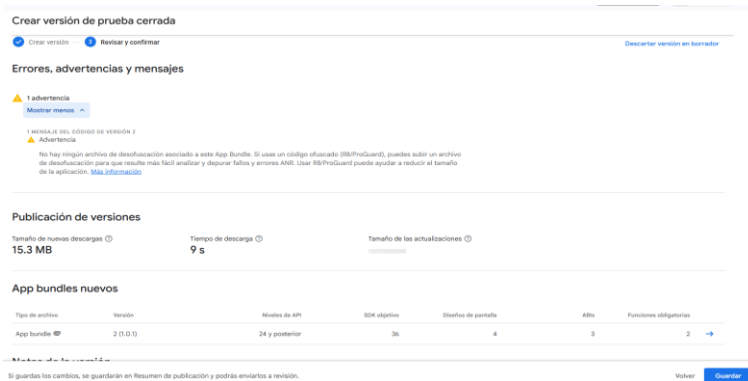 Crear versión de prueba cerrada
Crear versión
2 Revisar y confirmar
Descartar versión en borrador
Errores, advertencias y mensajes
1 advertencia
Mostrar menos
1 MENSAJE DEL CÓDIGO DE VERSIÓN 2
Advertencia
No hay ningún archivo de desofuscación asociado a este App Bundle. Si usas un código ofuscado (R8/ProGuard), puedes subir un archivo
de desofuscación para que resulte más fácil analizar y depurar fallos y errores ANR. Usar R8/ProGuard puede ayudar a reducir el tamaño
de la aplicación. Más información
Publicación de versiones
Tamaño de nuevas descargas
Tiempo de descarga
Tamaño de las actualizaciones
15.3 MB
9 s
App bundles nuevos
Tipo de archivo Versión Niveles de API SDK objetivo Diseños de pantalla ABIs Funciones obligatorias
App bundle 2 (1.0.1) 24 y posterior 36 4 3 2
Notas de la versión
Si guardas los cambios, se guardarán en Resumen de publicación y podrás enviarlos a revisión.
Volver
Guardar